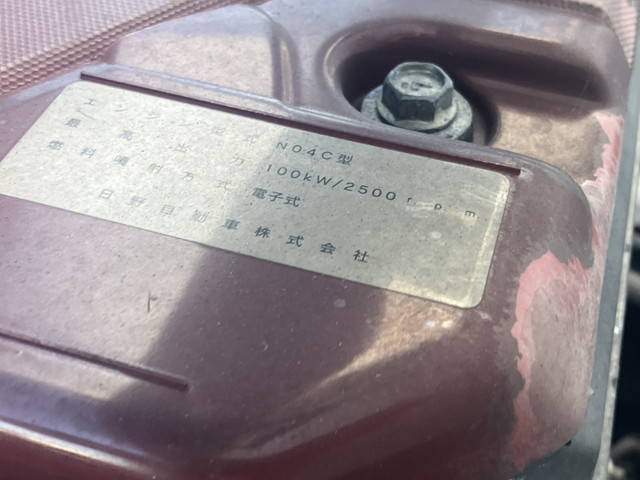 エンジン型式 N04C型
最高出力 100kW/2500rpm
燃料噴射方式 電子式
日野自動車株式会社